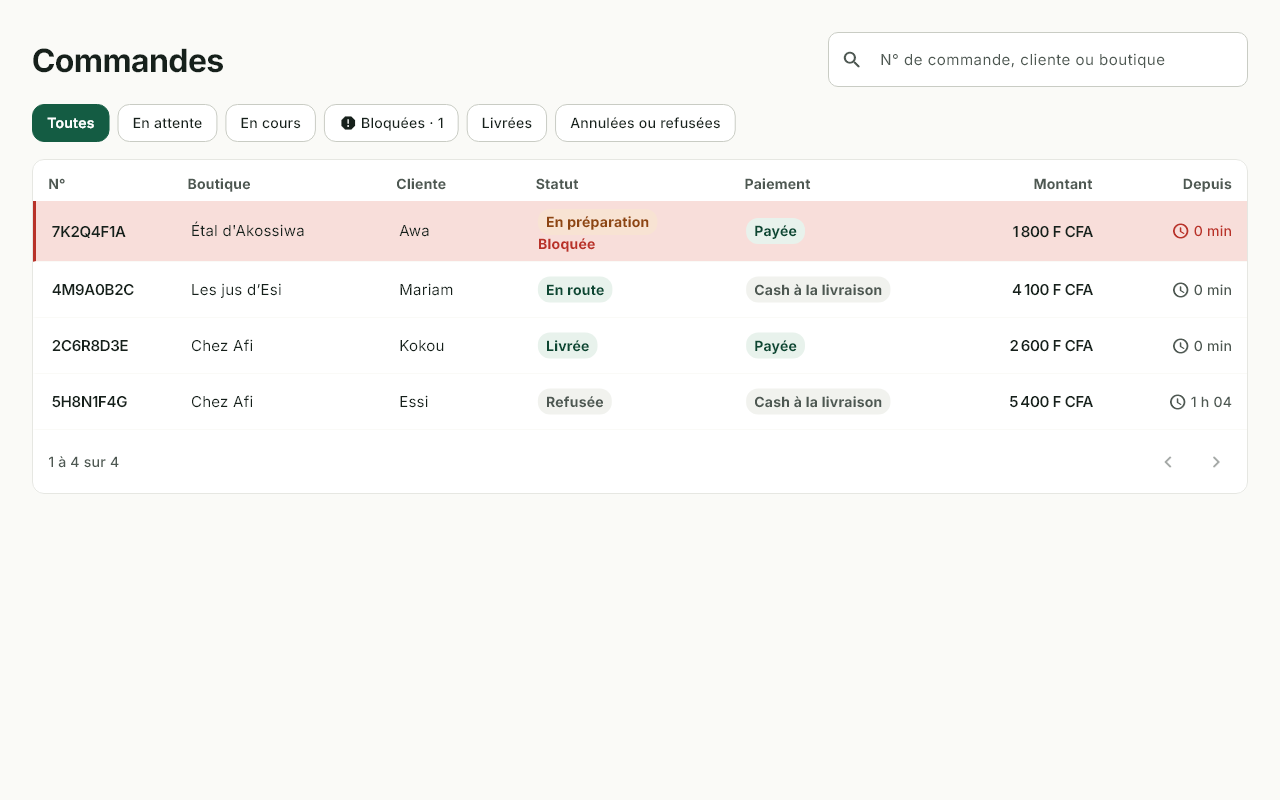 Commandes
N° de commande, cliente ou boutique
Toutes En attente En cours Bloquées · 1 Livrées Annulées ou refusées
N° Boutique Cliente Statut Paiement Montant Depuis
7K2Q4F1A Étal d'Akossiwa Awa En préparation Bloquée Payée 1 800 F CFA 0 min
4M9A0B2C Les jus d’Esi Mariam En route Cash à la livraison 4 100 F CFA 0 min
2C6R8D3E Chez Afi Kokou Livrée Payée 2 600 F CFA 0 min
5H8N1F4G Chez Afi Essi Refusée Cash à la livraison 5 400 F CFA 1 h 04
1 à 4 sur 4